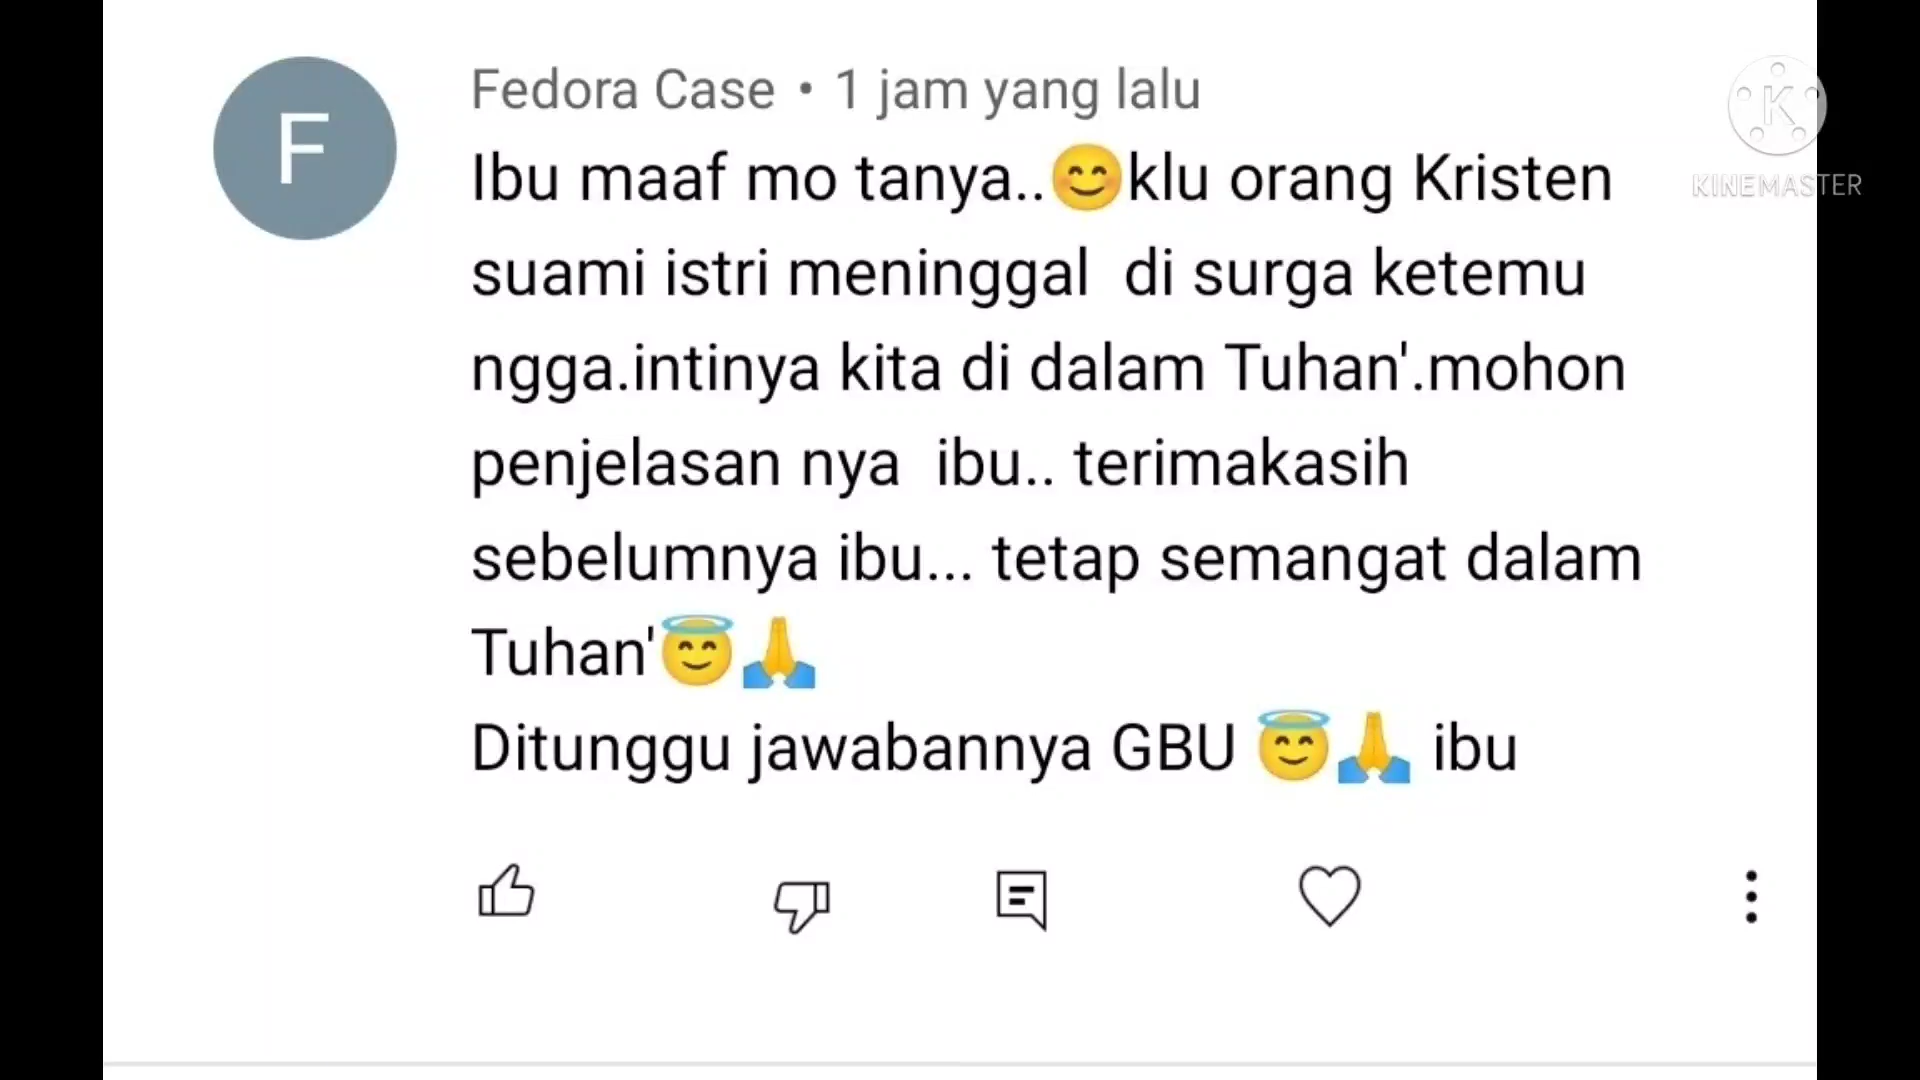 F
Fedora Case • 1 jam yang lalu
Ibu maaf mo tanya..😊klu orang Kristen
suami istri meninggal  di surga ketemu
ngga.intinya kita di dalam Tuhan'.mohon
penjelasan nya  ibu.. terimakasih
sebelumnya ibu... tetap semangat dalam
Tuhan'😇🙏
Ditunggu jawabannya GBU 😇🙏 ibu
K
KINEMASTER